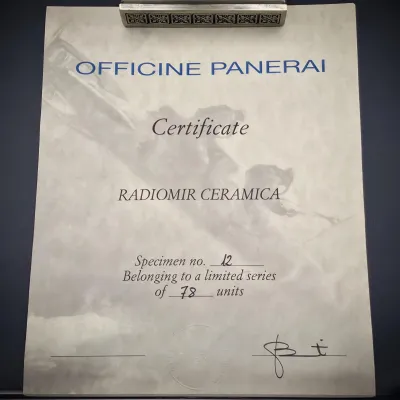 OFFICINE PANERAI
Certificate
RADIOMIR CERAMICA
Specimen no. 12
Belonging to a limited series
of 78 units